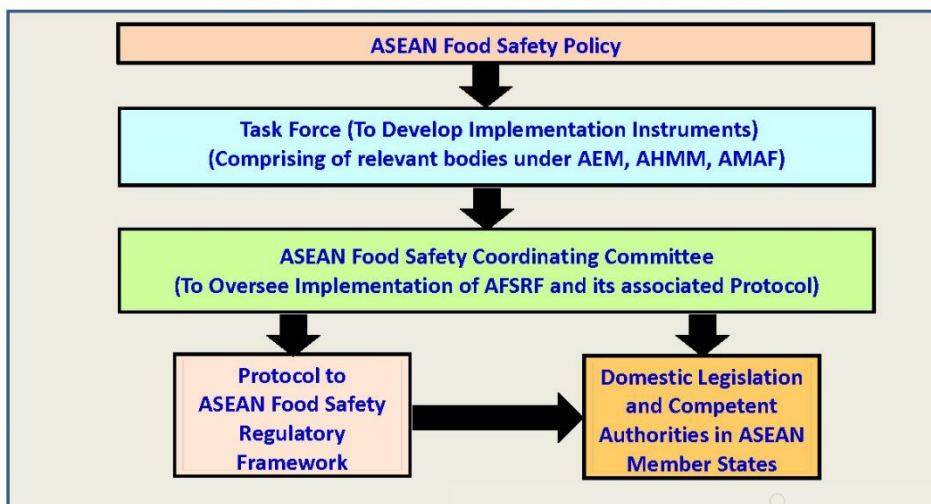 ASEAN Food Safety Policy
Task Force (To Develop Implementation Instruments)
(Comprising of relevant bodies under AEM, AHMM, AMAF)
ASEAN Food Safety Coordinating Committee
(To Oversee Implementation of AFSRF and its associated Protocol)
Protocol to
ASEAN Food Safety
Regulatory
Framework
Domestic Legislation
and Competent
Authorities in ASEAN
Member States